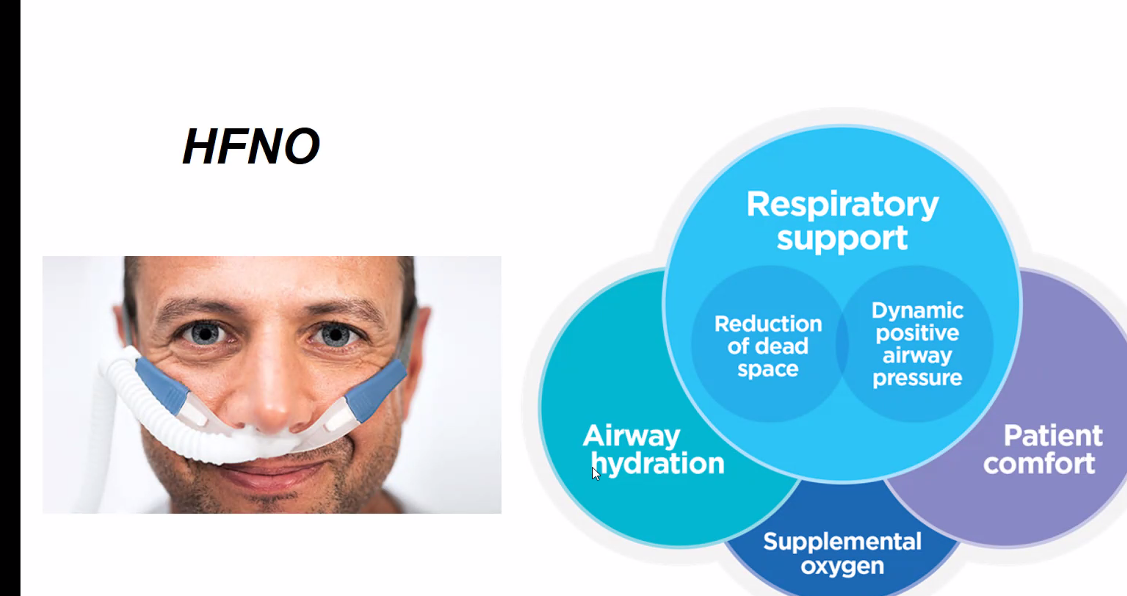 HFNO
Respiratory
support
Reduction
of dead
space
Dynamic
positive
airway
pressure
Airway
hydration
Patient
comfort
Supplemental
oxygen